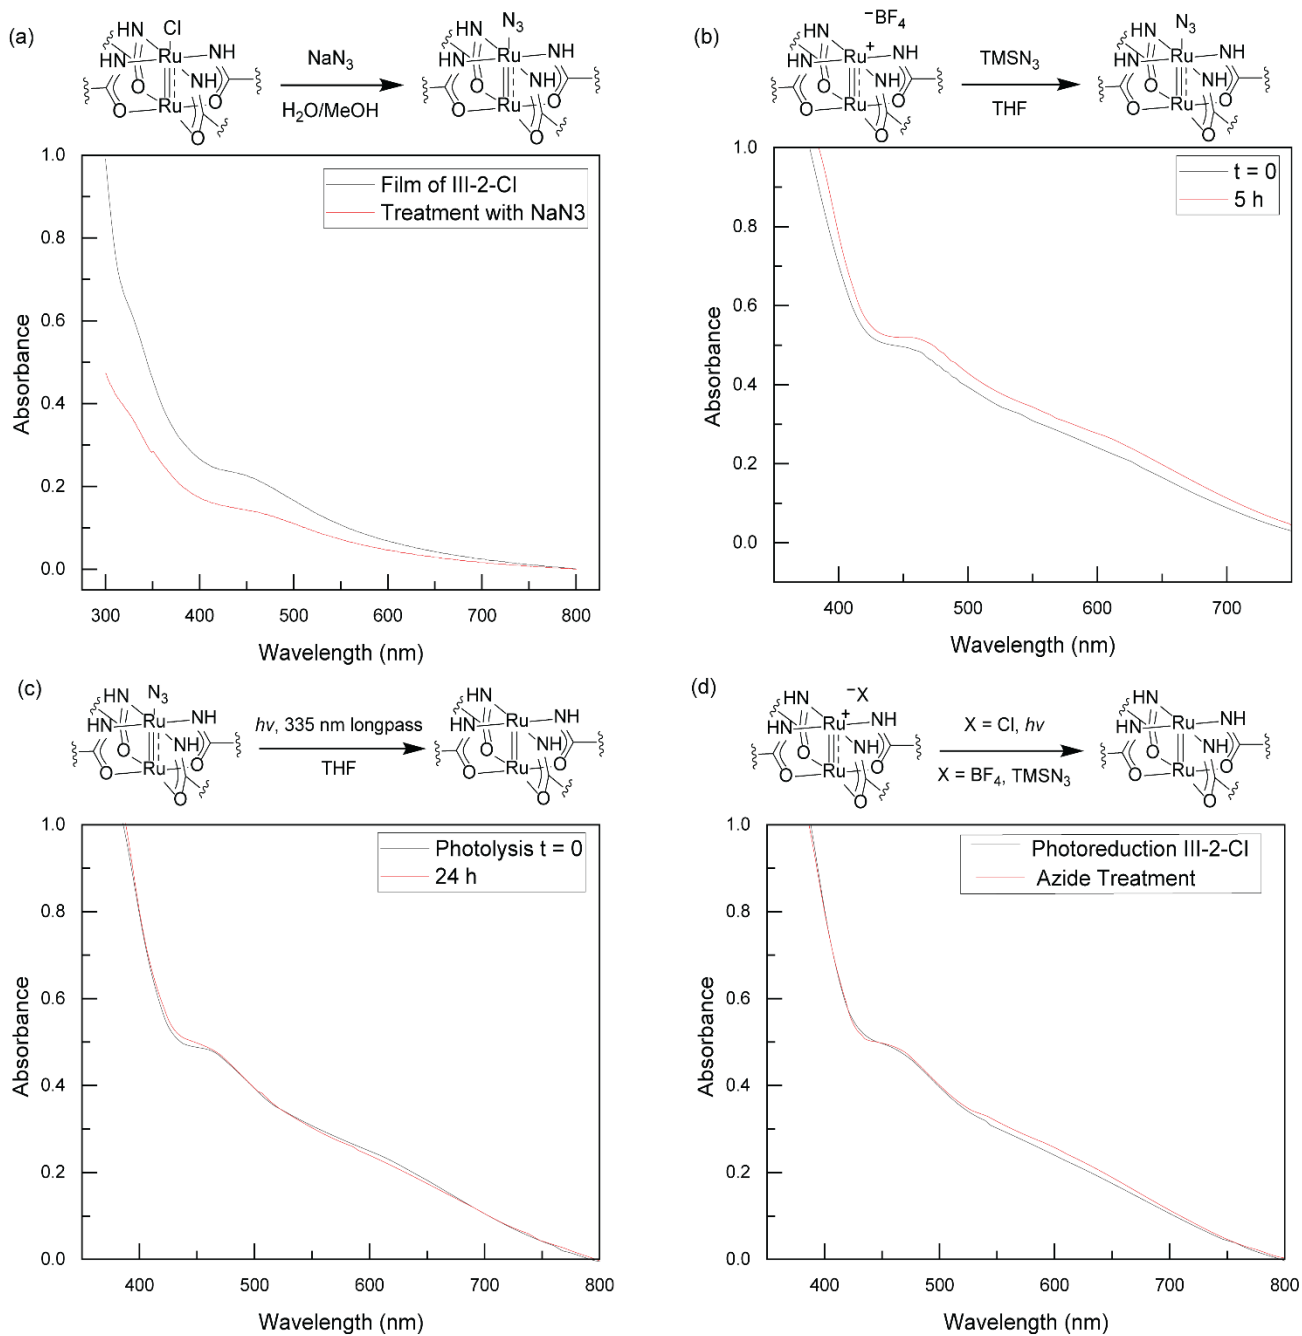 (a)
HN
Cl
Ru
NH
HN
NH
O
Ru
O
O
O
NaN₃
H₂O/MeOH
HN
N₃
Ru
NH
HN
NH
O
Ru
O
O
O
Film of III-2-Cl
Treatment with NaN3
1.0
0.8
0.6
0.4
0.2
0.0
Absorbance
300 400 500 600 700 800
Wavelength (nm)
(b)
⁻BF₄
HN
Ru
+
NH
HN
NH
O
Ru
O
O
O
TMSN₃
THF
HN
N₃
Ru
NH
HN
NH
O
Ru
O
O
O
t = 0
5 h
1.0
0.8
0.6
0.4
0.2
0.0
Absorbance
400 500 600 700
Wavelength (nm)
(c)
HN
N₃
Ru
NH
HN
NH
O
Ru
O
O
O
hν, 335 nm longpass
THF
HN
Ru
NH
HN
NH
O
Ru
O
O
O
Photolysis t = 0
24 h
1.0
0.8
0.6
0.4
0.2
0.0
Absorbance
400 500 600 700 800
Wavelength (nm)
(d)
⁻X
HN
Ru
+
NH
HN
NH
O
Ru
O
O
O
X = Cl, hν
X = BF₄, TMSN₃
HN
Ru
NH
HN
NH
O
Ru
O
O
O
Photoreduction III-2-Cl
Azide Treatment
1.0
0.8
0.6
0.4
0.2
0.0
Absorbance
400 500 600 700 800
Wavelength (nm)